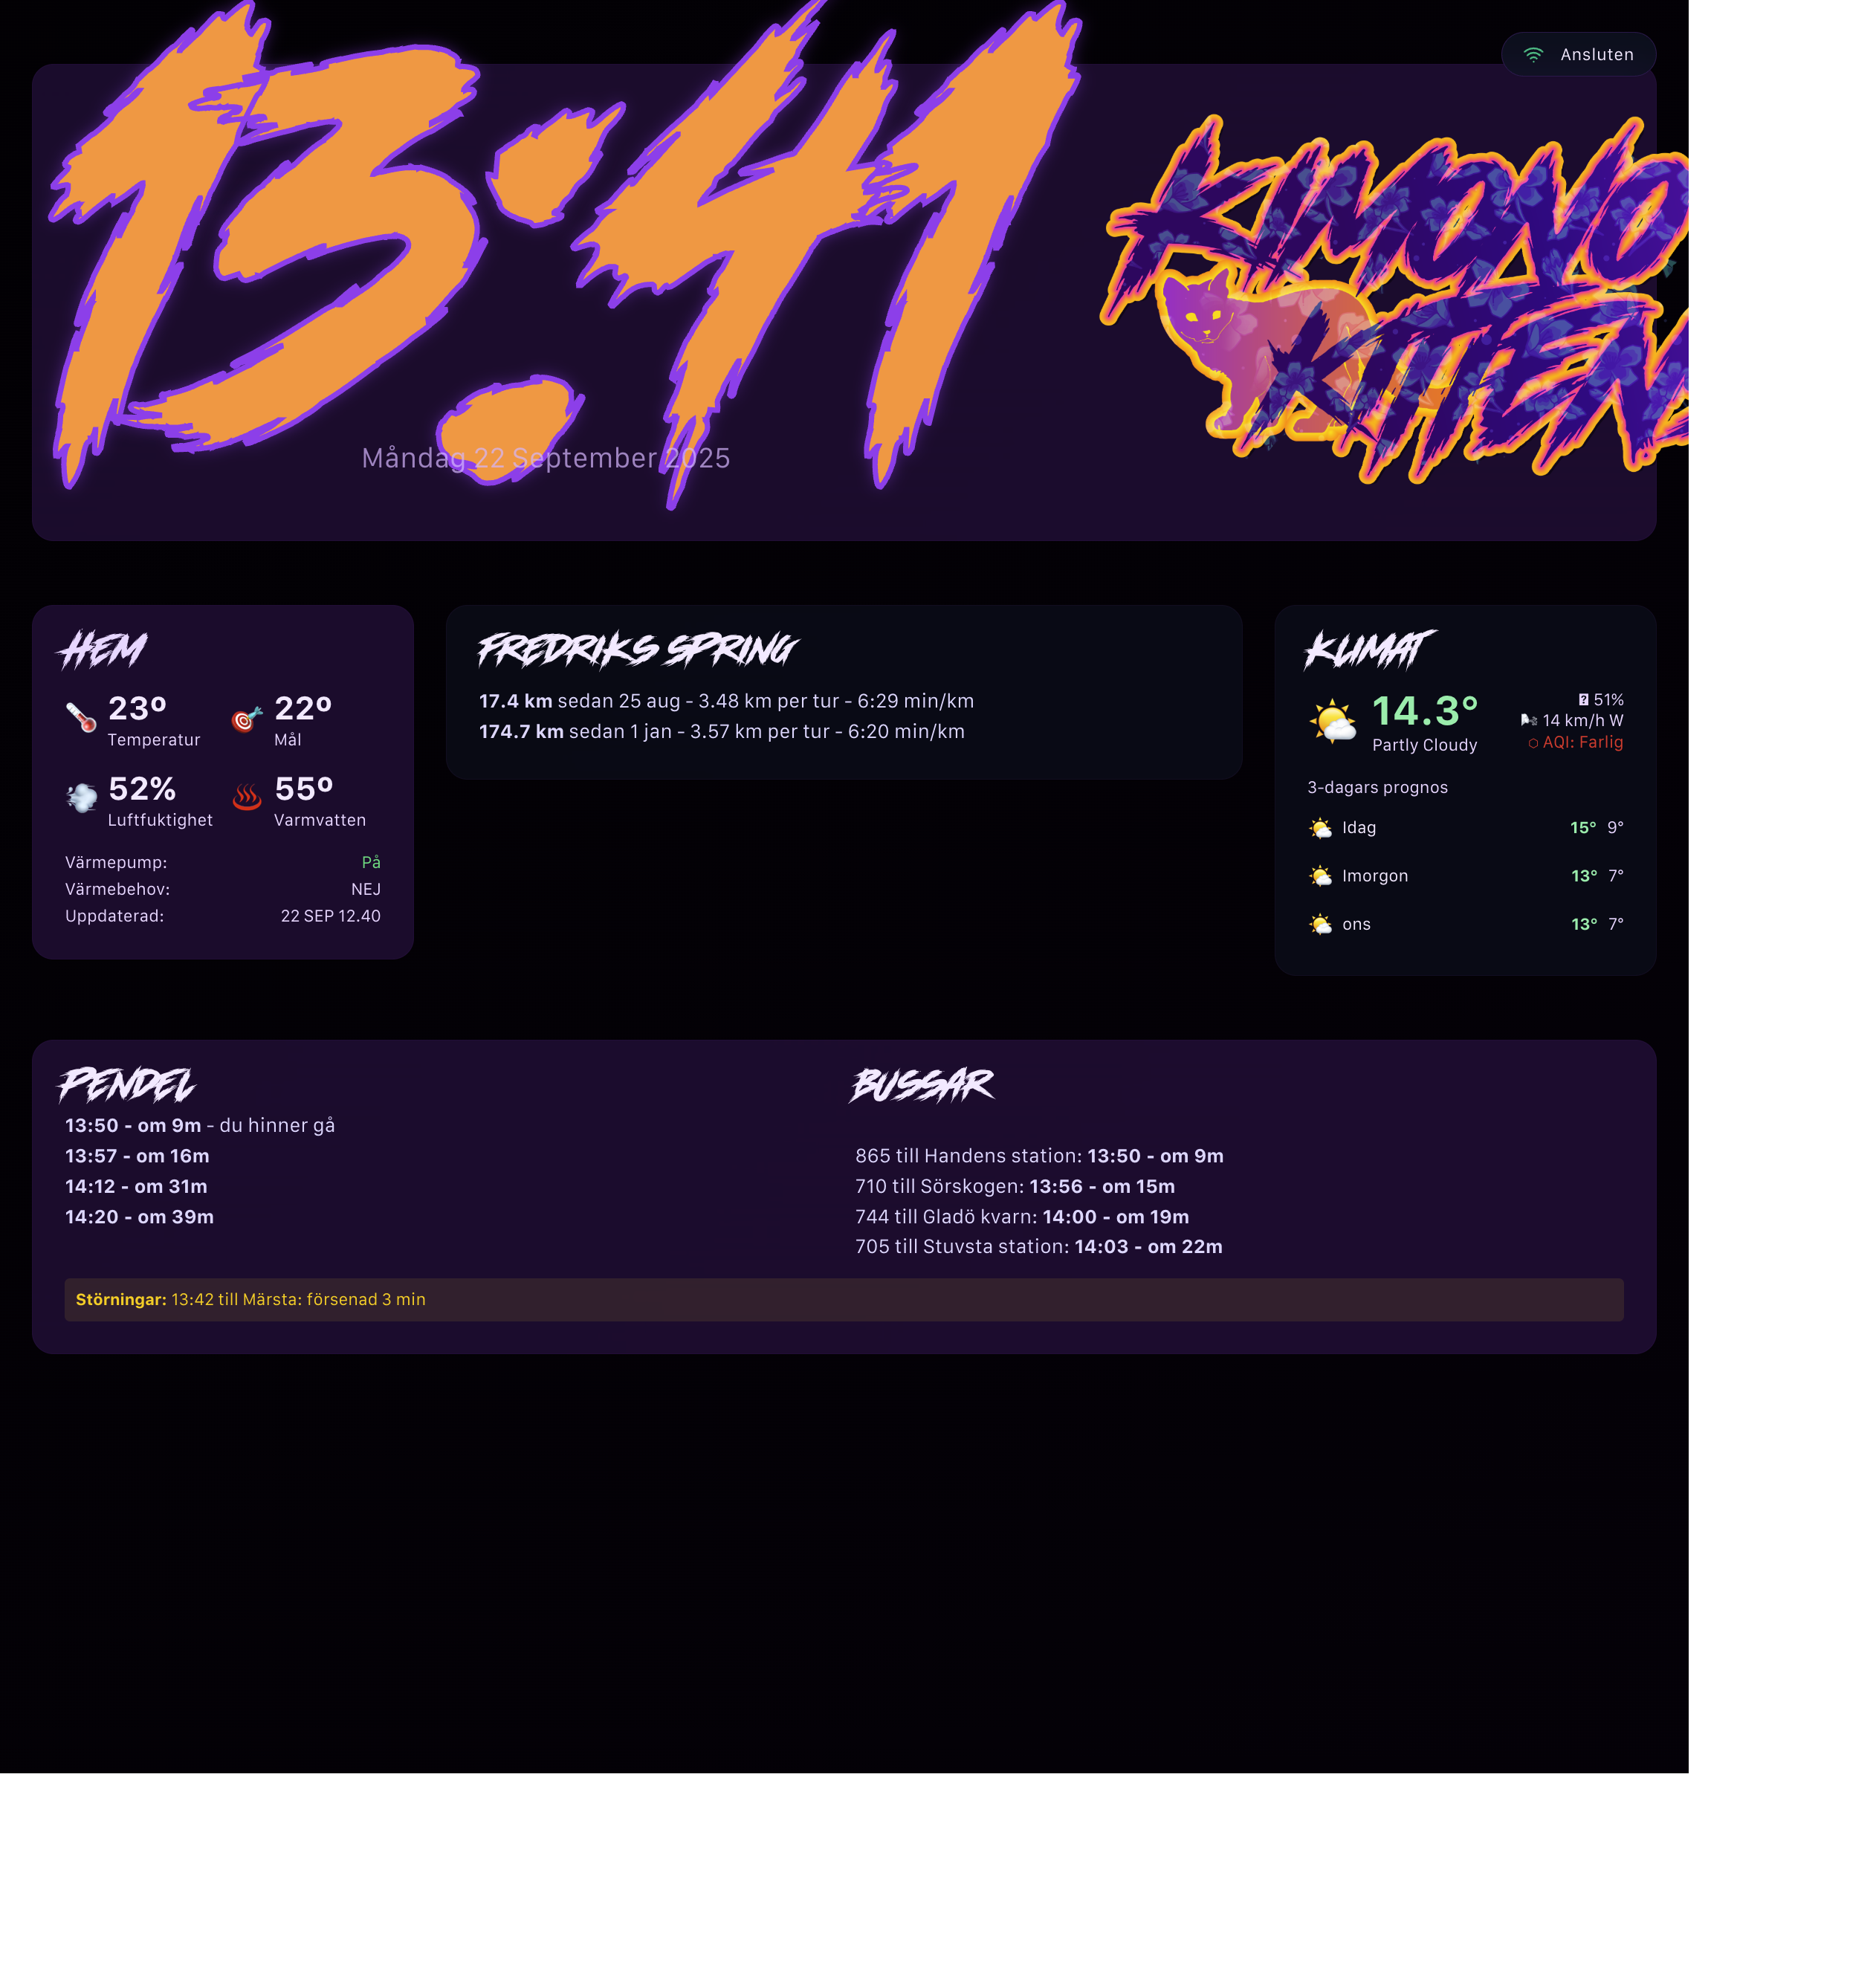 13:41
Ansluten
KIMONO
KITTEN
Måndag 22 September 2025
HEM
23º
Temperatur
22º
Mål
52%
Luftfuktighet
55º
Varmvatten
Värmepump: På
Värmebehov: NEJ
Uppdaterad: 22 SEP 12.40
FREDRIKS SPRING
17.4 km sedan 25 aug - 3.48 km per tur - 6:29 min/km
174.7 km sedan 1 jan - 3.57 km per tur - 6:20 min/km
KLIMAT
14.3°
Partly Cloudy
51%
14 km/h W
AQI: Farlig
3-dagars prognos
Idag 15° 9°
Imorgon 13° 7°
ons 13° 7°
PENDEL
13:50 - om 9m - du hinner gå
13:57 - om 16m
14:12 - om 31m
14:20 - om 39m
BUSSAR
865 till Handens station: 13:50 - om 9m
710 till Sörskogen: 13:56 - om 15m
744 till Gladö kvarn: 14:00 - om 19m
705 till Stuvsta station: 14:03 - om 22m
Störningar: 13:42 till Märsta: försenad 3 min